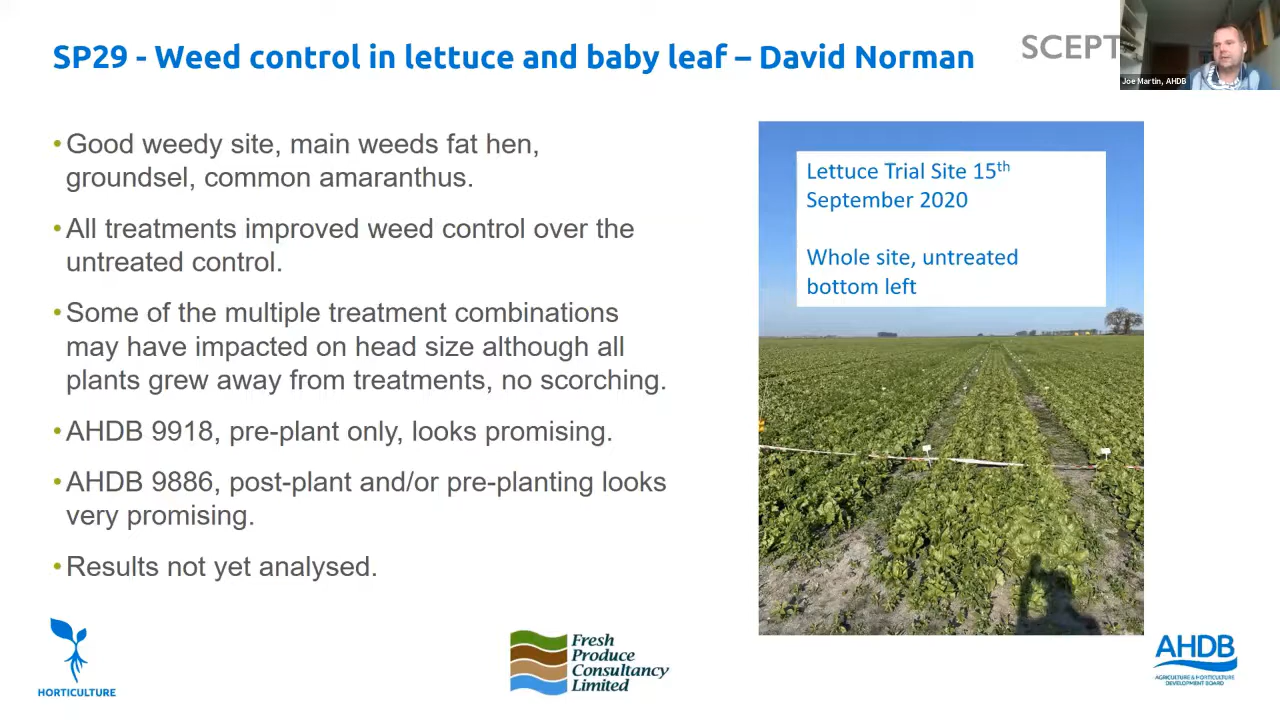 SP29 - Weed control in lettuce and baby leaf – David Norman
SCEPT
Joe Martin, AHDB
•Good weedy site, main weeds fat hen,
groundsel, common amaranthus.
•All treatments improved weed control over the
untreated control.
•Some of the multiple treatment combinations
may have impacted on head size although all
plants grew away from treatments, no scorching.
•AHDB 9918, pre-plant only, looks promising.
•AHDB 9886, post-plant and/or pre-planting looks
very promising.
•Results not yet analysed.
Lettuce Trial Site 15th
September 2020
Whole site, untreated
bottom left
HORTICULTURE
Fresh
Produce
Consultancy
Limited
AHDB
AGRICULTURE & HORTICULTURE
DEVELOPMENT BOARD